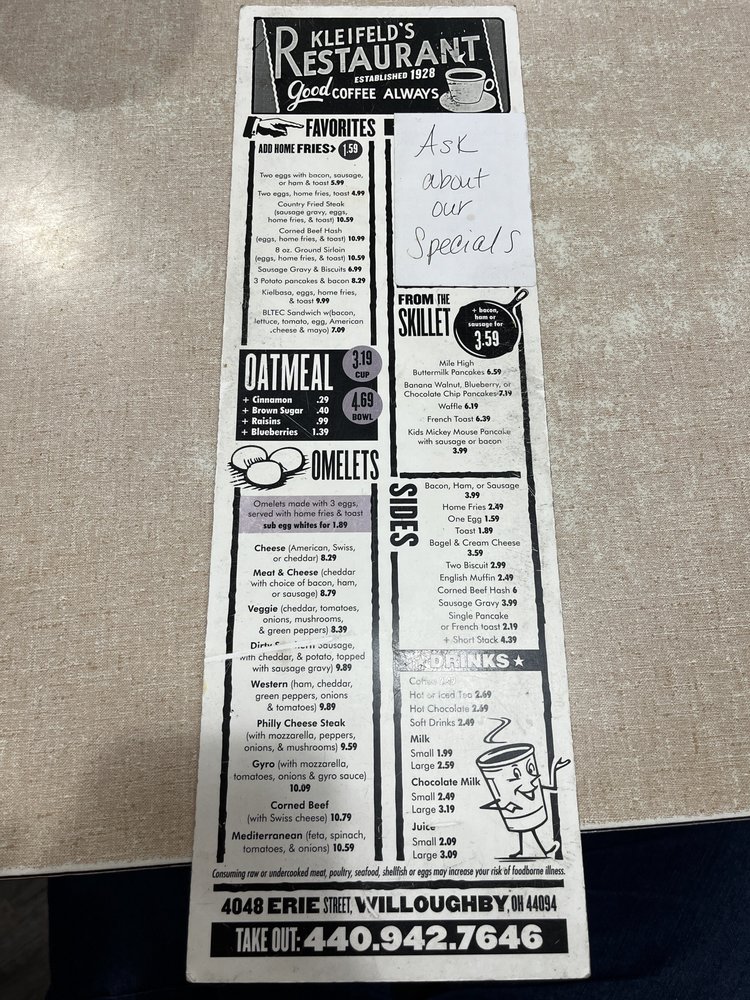 KLEIFELD'S
RESTAURANT
ESTABLISHED 1928
Good COFFEE ALWAYS
FAVORITES
ADD HOME FRIES> 1.59
Two eggs with bacon, sausage,
or ham & toast 5.99
Two eggs, home fries, toast 4.99
Country Fried Steak
(sausage gravy, eggs,
home fries, & toast) 10.59
Corned Beef Hash
(eggs, home fries, & toast) 10.99
8 oz. Ground Sirloin
(eggs, home fries, & toast) 10.59
Sausage Gravy & Biscuits 6.99
3 Potato pancakes & bacon 8.29
Kielbasa, eggs, home fries,
& toast 9.99
BLTEC Sandwich w(bacon,
lettuce, tomato, egg, American
cheese & mayo) 7.09
OATMEAL
3.19
CUP
4.69
BOWL
+ Cinnamon .29
+ Brown Sugar .40
+ Raisins .99
+ Blueberries 1.39
OMELETS
Omelets made with 3 eggs,
served with home fries & toast
sub egg whites for 1.89
Cheese (American, Swiss,
or cheddar) 8.29
Meat & Cheese (cheddar
with choice of bacon, ham,
or sausage) 8.79
Veggie (cheddar, tomatoes,
onions, mushrooms,
& green peppers) 8.39
Dirty Southern sausage,
with cheddar, & potato, topped
with sausage gravy) 9.89
Western (ham, cheddar,
green peppers, onions
& tomatoes) 9.89
Philly Cheese Steak
(with mozzarella, peppers,
onions, & mushrooms) 9.59
Gyro (with mozzarella,
tomatoes, onions & gyro sauce)
10.09
Corned Beef
(with Swiss cheese) 10.79
Mediterranean (feta, spinach,
tomatoes, & onions) 10.59
Ask
about
our
Specials
FROM THE
SKILLET
+ bacon,
ham or
sausage for
3.59
Mile High
Buttermilk Pancakes 6.59
Banana Walnut, Blueberry, or
Chocolate Chip Pancakes 7.19
Waffle 6.19
French Toast 6.39
Kids Mickey Mouse Pancake
with sausage or bacon
3.99
SIDES
Bacon, Ham, or Sausage
3.99
Home Fries 2.49
One Egg 1.59
Toast 1.89
Bagel & Cream Cheese
3.59
Two Biscuit 2.99
English Muffin 2.49
Corned Beef Hash 6
Sausage Gravy 3.99
Single Pancake
or French toast 2.19
+ Short Stack 4.39
DRINKS
Coffee
Hot or Iced Tea 2.69
Hot Chocolate 2.69
Soft Drinks 2.49
Milk
Small 1.99
Large 2.59
Chocolate Milk
Small 2.49
Large 3.19
Juice
Small 2.09
Large 3.09
Consuming raw or undercooked meat, poultry, seafood, shellfish or eggs may increase your risk of foodborne illness.
4048 ERIE STREET, WILLOUGHBY, OH 44094
TAKE OUT: 440.942.7646